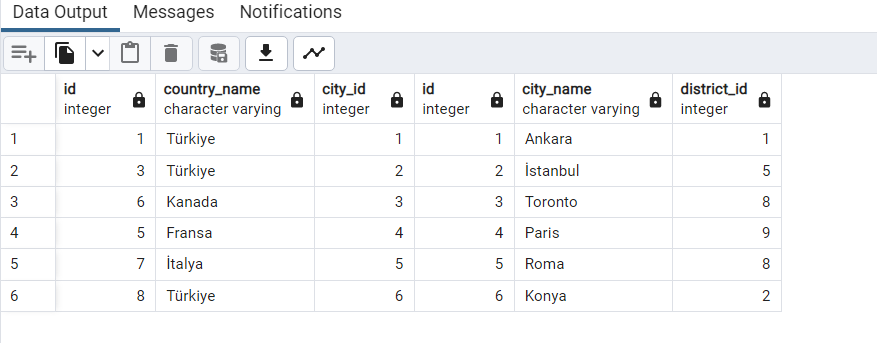 Data Output Messages Notifications
id country_name city_id id city_name district_id
integer character varying integer integer character varying integer
1 1 Türkiye 1 1 Ankara 1
2 3 Türkiye 2 2 İstanbul 5
3 6 Kanada 3 3 Toronto 8
4 5 Fransa 4 4 Paris 9
5 7 İtalya 5 5 Roma 8
6 8 Türkiye 6 6 Konya 2